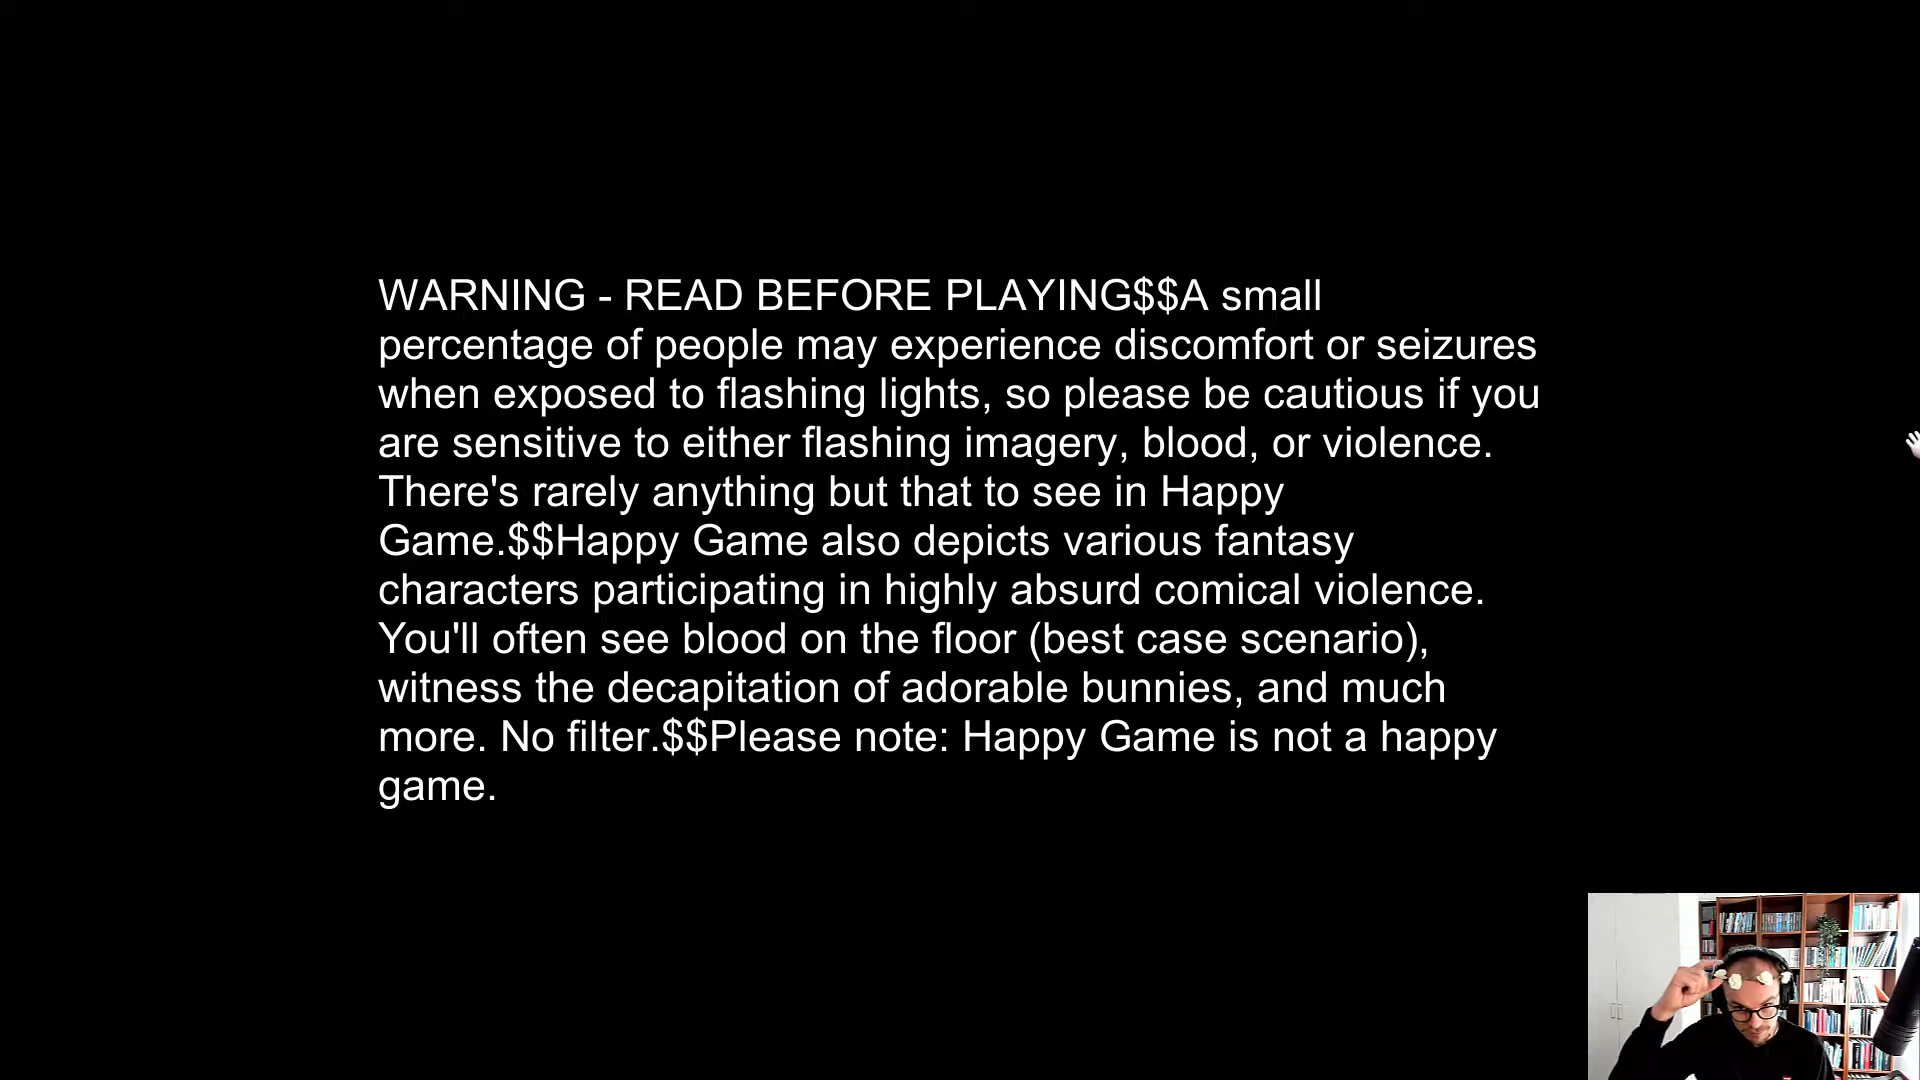 WARNING - READ BEFORE PLAYING$$A small
percentage of people may experience discomfort or seizures
when exposed to flashing lights, so please be cautious if you
are sensitive to either flashing imagery, blood, or violence.
There's rarely anything but that to see in Happy
Game.$$Happy Game also depicts various fantasy
characters participating in highly absurd comical violence.
You'll often see blood on the floor (best case scenario),
witness the decapitation of adorable bunnies, and much
more. No filter.$$Please note: Happy Game is not a happy
game.